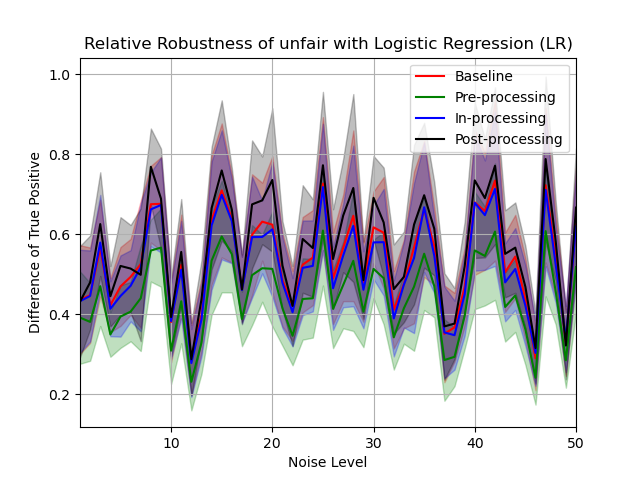 Relative Robustness of unfair with Logistic Regression (LR)
Difference of True Positive
1.0
0.8
0.6
0.4
0.2
Baseline
Pre-processing
In-processing
Post-processing
10 20 30 40 50
Noise Level